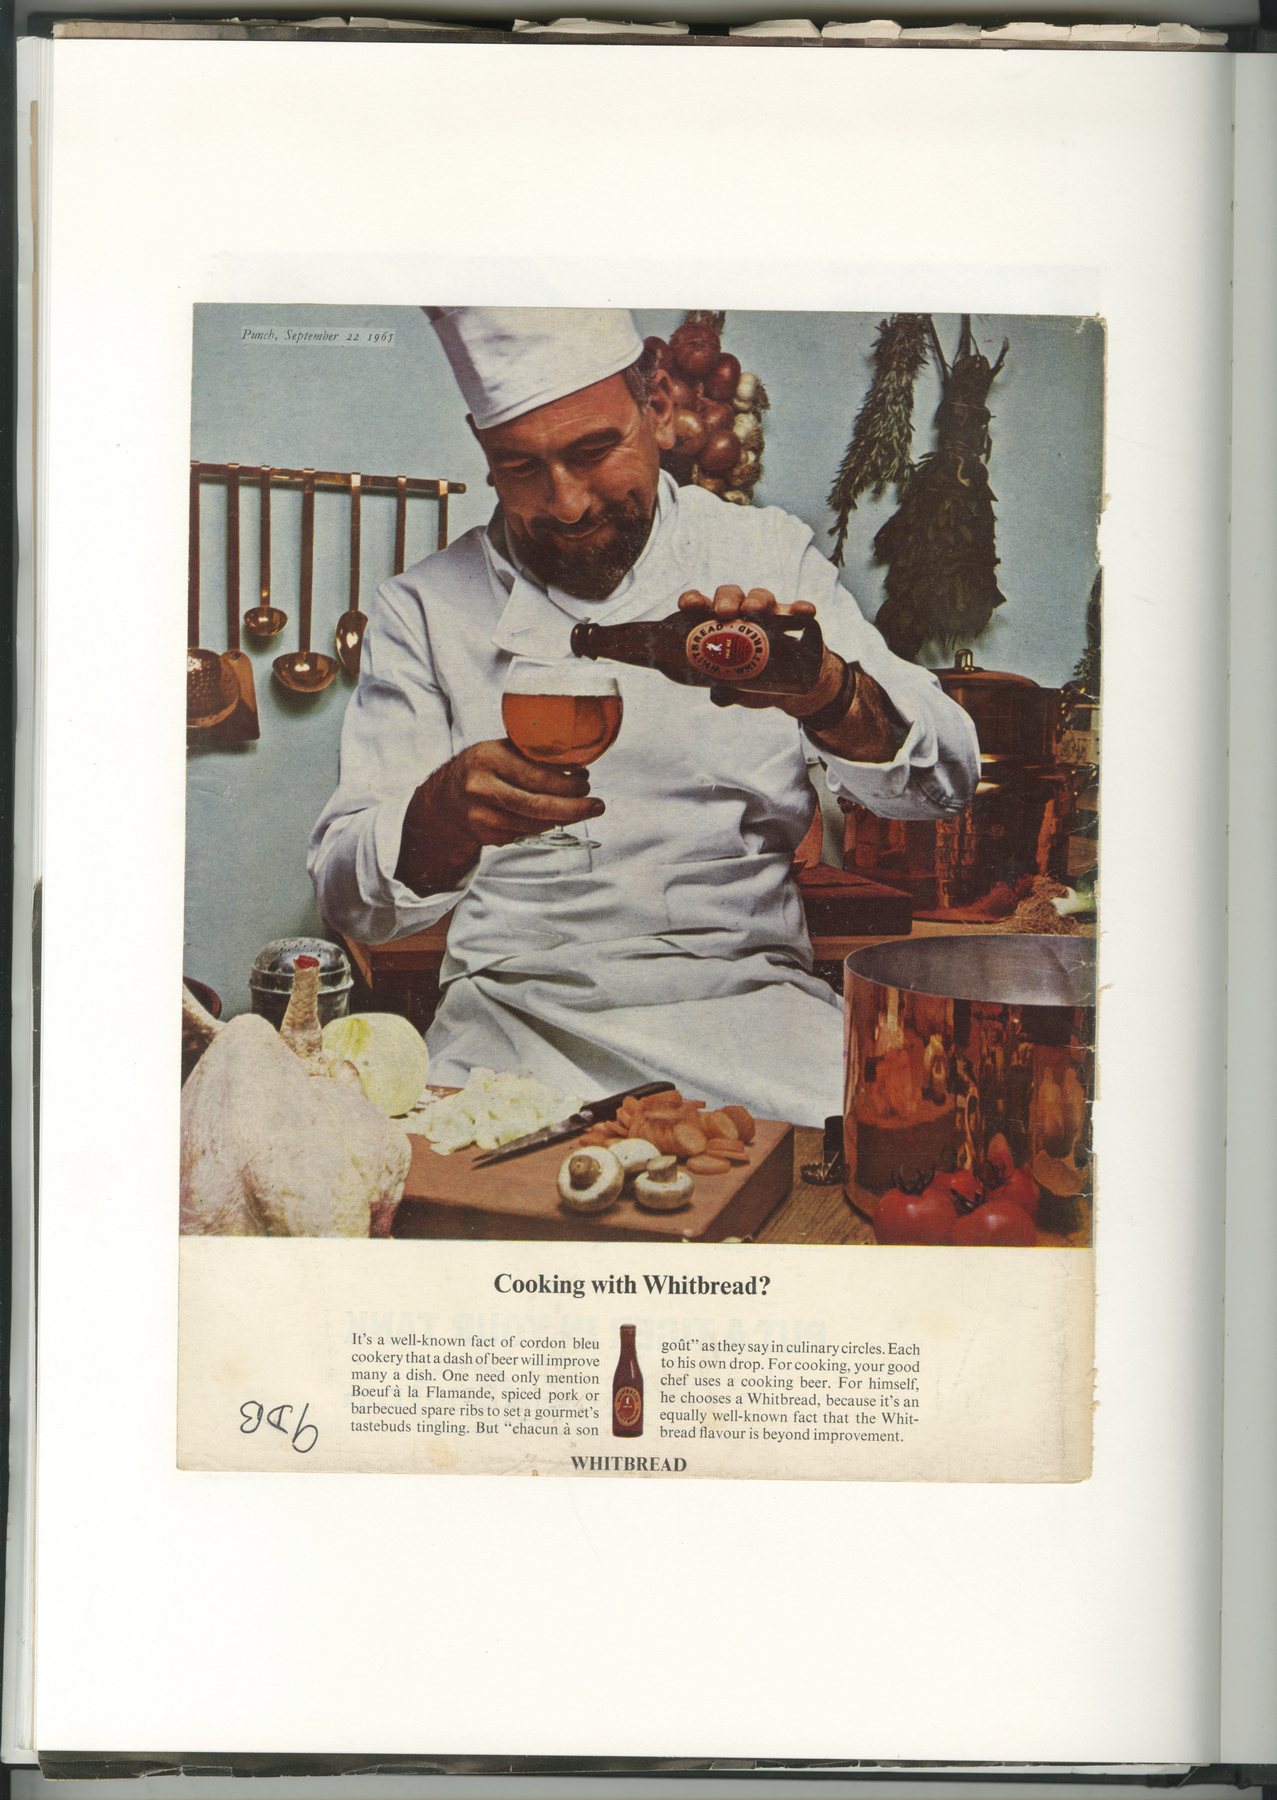 Punch, September 22 1965
WHITBREAD · WHITBREAD
PALE ALE
Cooking with Whitbread?
It's a well-known fact of cordon bleu
cookery that a dash of beer will improve
many a dish. One need only mention
Boeuf à la Flamande, spiced pork or
barbecued spare ribs to set a gourmet's
tastebuds tingling. But “chacun à son
goût” as they say in culinary circles. Each
to his own drop. For cooking, your good
chef uses a cooking beer. For himself,
he chooses a Whitbread, because it's an
equally well-known fact that the Whit-
bread flavour is beyond improvement.
WHITBREAD